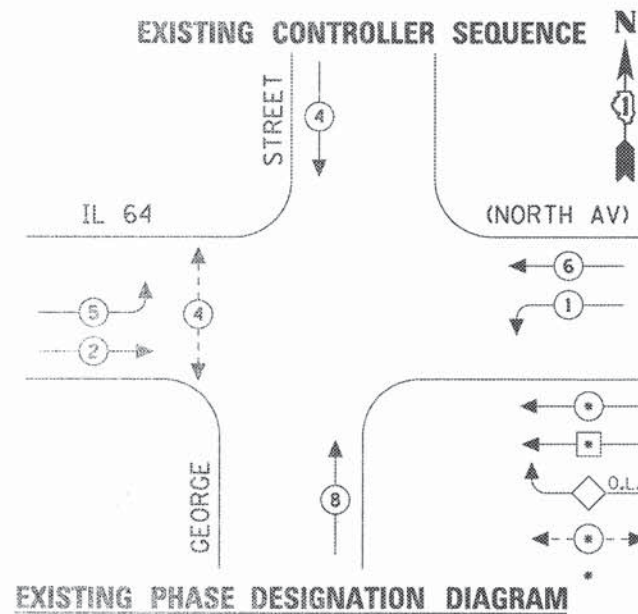 EXISTING CONTROLLER SEQUENCE
N
STREET
4
1
IL 64
(NORTH AV)
6
5
4
1
2
*
*
O.L.
GEORGE
8
*
*
EXISTING PHASE DESIGNATION DIAGRAM